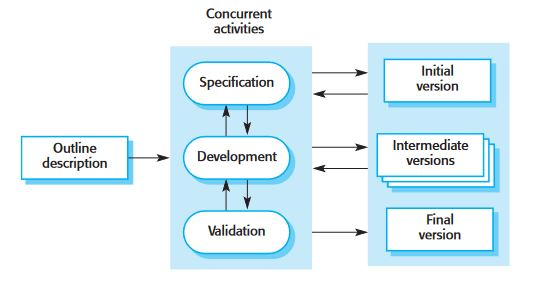 Concurrent
activities
Specification
Initial
version
Outline
description
Development
Intermediate
versions
Validation
Final
version